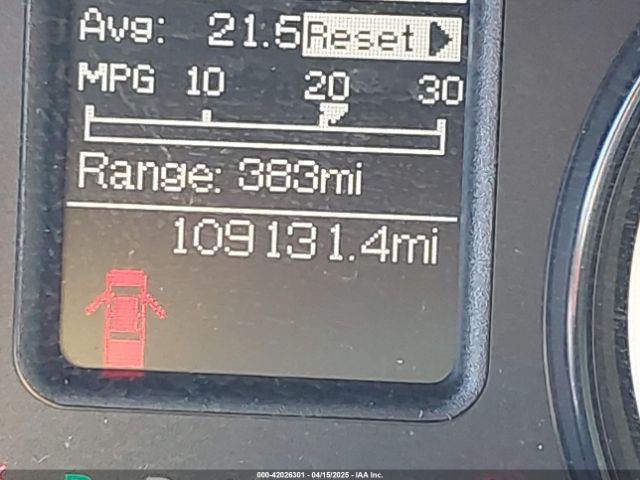 Avg: 21.5 Reset
MPG 10 20 30
Range: 383mi
109131.4mi
000-42026301 - 04/15/2025 - IAA Inc.